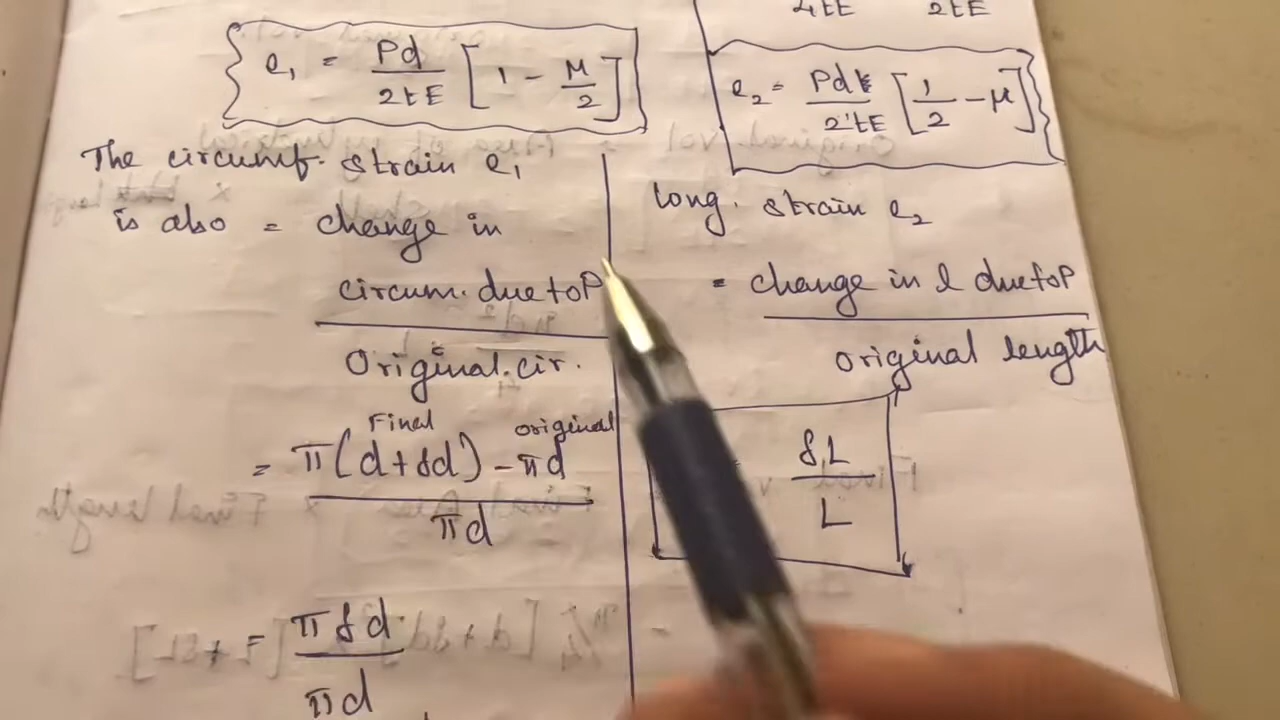 e₁ = Pd / 2tE [1 - μ/2]
The circumf. strain e₁
is also = change in
circum. due to P
Original cir.
Final original
= π(d+δd) - πd
πd
= πδd
πd
4tE 2tE
e₂ = Pd / 2tE [1/2 - μ]
long. strain e₂
= change in l due to P
original length
δL
L